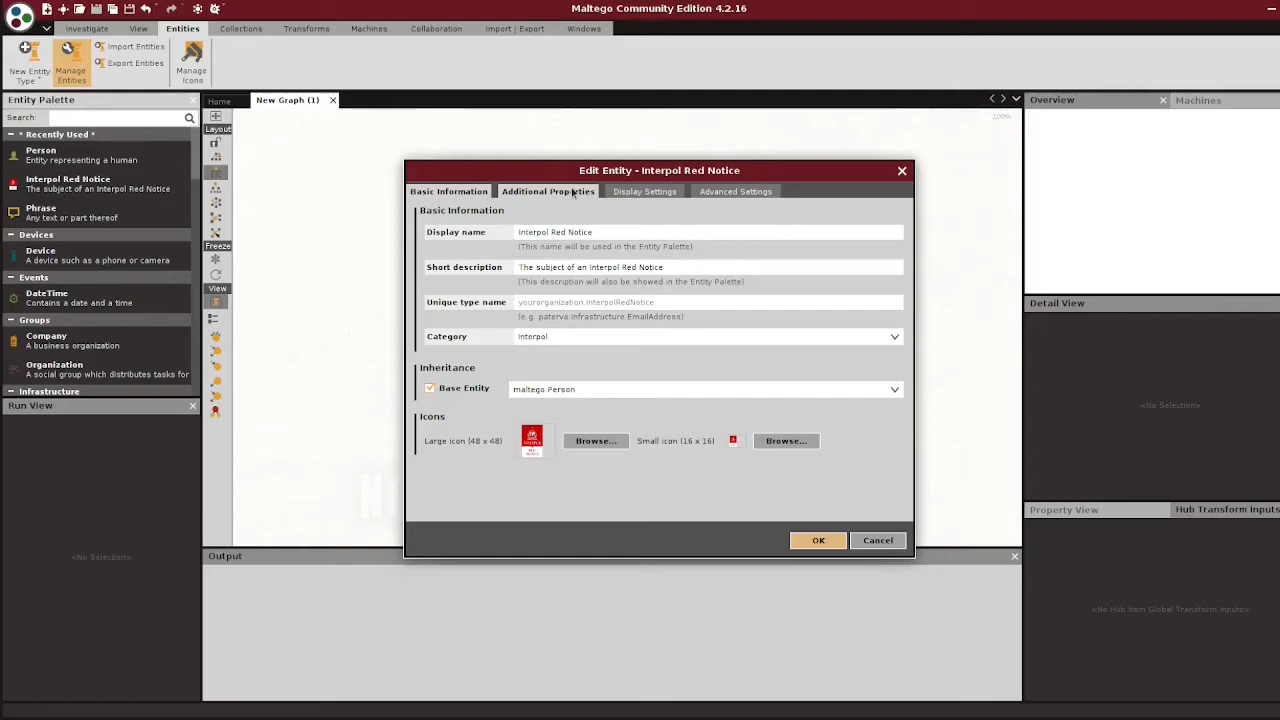 Maltego Community Edition 4.2.16
Investigate View Entities Collections Transforms Machines Collaboration Import | Export Windows
New Entity Type
Manage Entities
Import Entities
Export Entities
Manage Icons
Entity Palette
Home
New Graph (1)
Overview
Machines
Search:
Layout
100%
* Recently Used *
Person
Entity representing a human
Interpol Red Notice
The subject of an Interpol Red Notice
Phrase
Any text or part thereof
Devices
Device
A device such as a phone or camera
Events
DateTime
Contains a date and a time
Groups
Company
A business organization
Organization
A social group which distributes tasks for
Infrastructure
Freeze
View
Edit Entity - Interpol Red Notice
Basic Information Additional Properties Display Settings Advanced Settings
Basic Information
Display name Interpol Red Notice
(This name will be used in the Entity Palette)
Short description The subject of an Interpol Red Notice
(This description will also be showed in the Entity Palette)
Unique type name yourorganization.InterpolRedNotice
(e.g. paterva.infrastructure.EmailAddress)
Category Interpol
Inheritance
Base Entity maltego.Person
Icons
Large icon (48 x 48) Browse... Small icon (16 x 16) Browse...
OK Cancel
Detail View
<No Selection>
Run View
<No Selection>
Property View
Hub Transform Inputs
<No Hub Item Global Transform Inputs>
Output